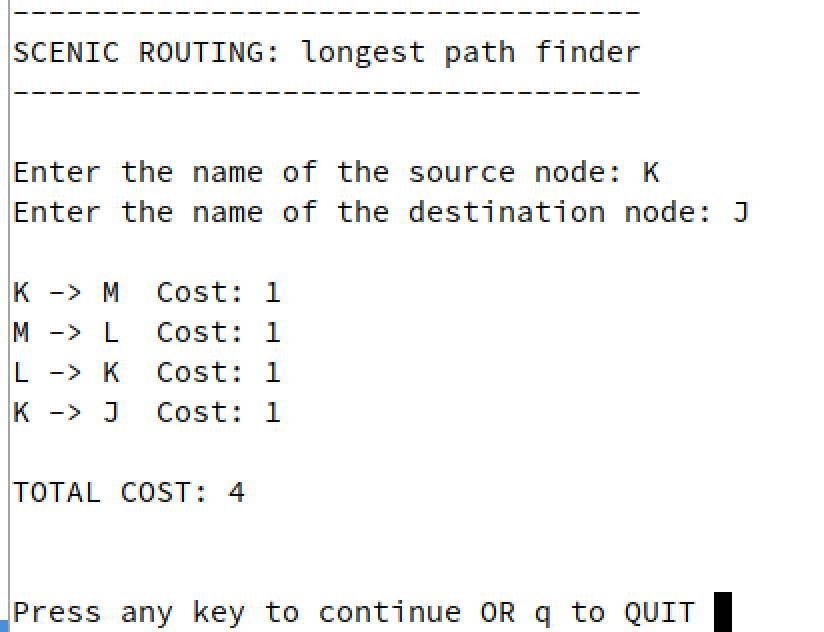 -----------------------------------
SCENIC ROUTING: longest path finder
-----------------------------------
Enter the name of the source node: K
Enter the name of the destination node: J
K -> M  Cost: 1
M -> L  Cost: 1
L -> K  Cost: 1
K -> J  Cost: 1
TOTAL COST: 4
Press any key to continue OR q to QUIT